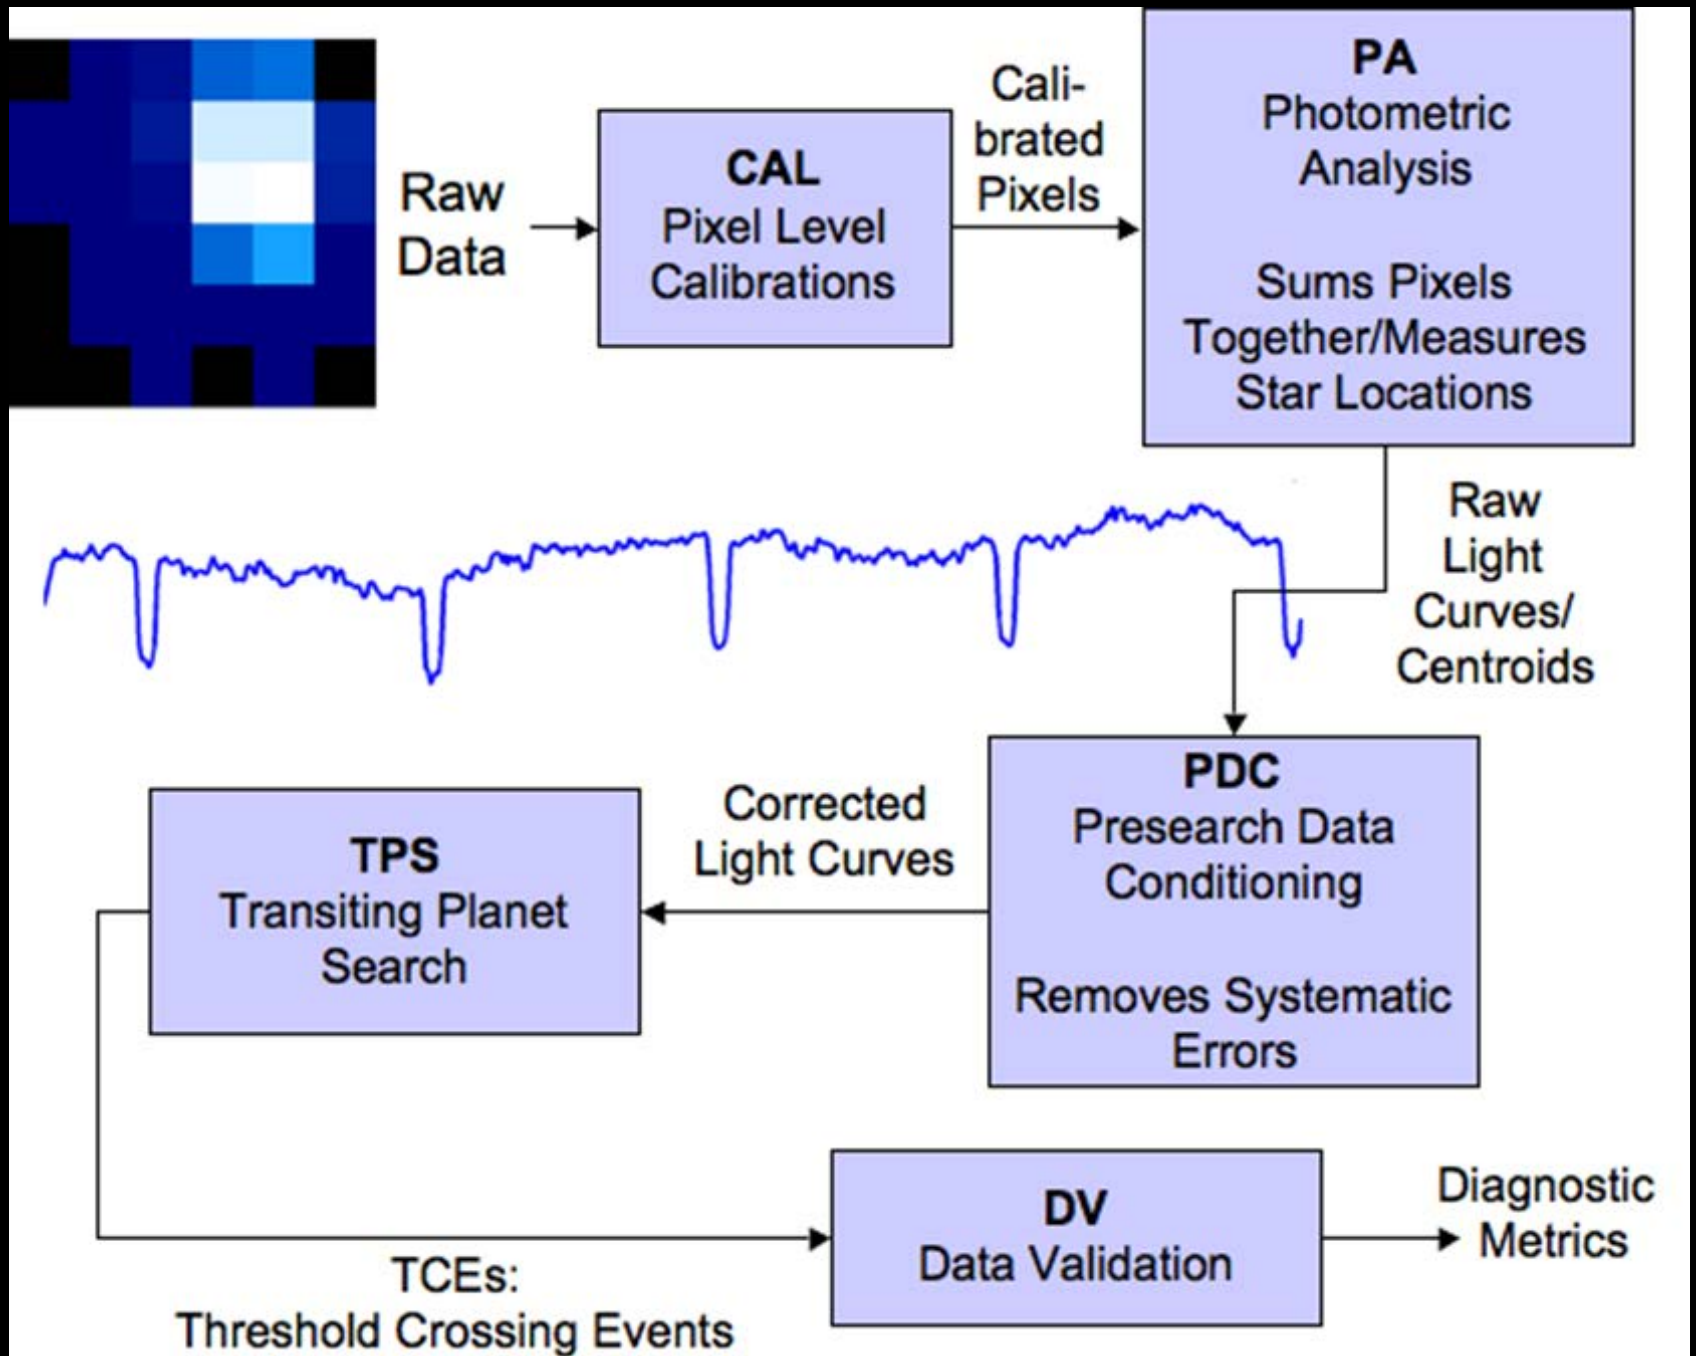 Raw
Data
CAL
Pixel Level
Calibrations
Cali-
brated
Pixels
PA
Photometric
Analysis
Sums Pixels
Together/Measures
Star Locations
Raw
Light
Curves/
Centroids
PDC
Presearch Data
Conditioning
Removes Systematic
Errors
Corrected
Light Curves
TPS
Transiting Planet
Search
TCEs:
Threshold Crossing Events
DV
Data Validation
Diagnostic
Metrics